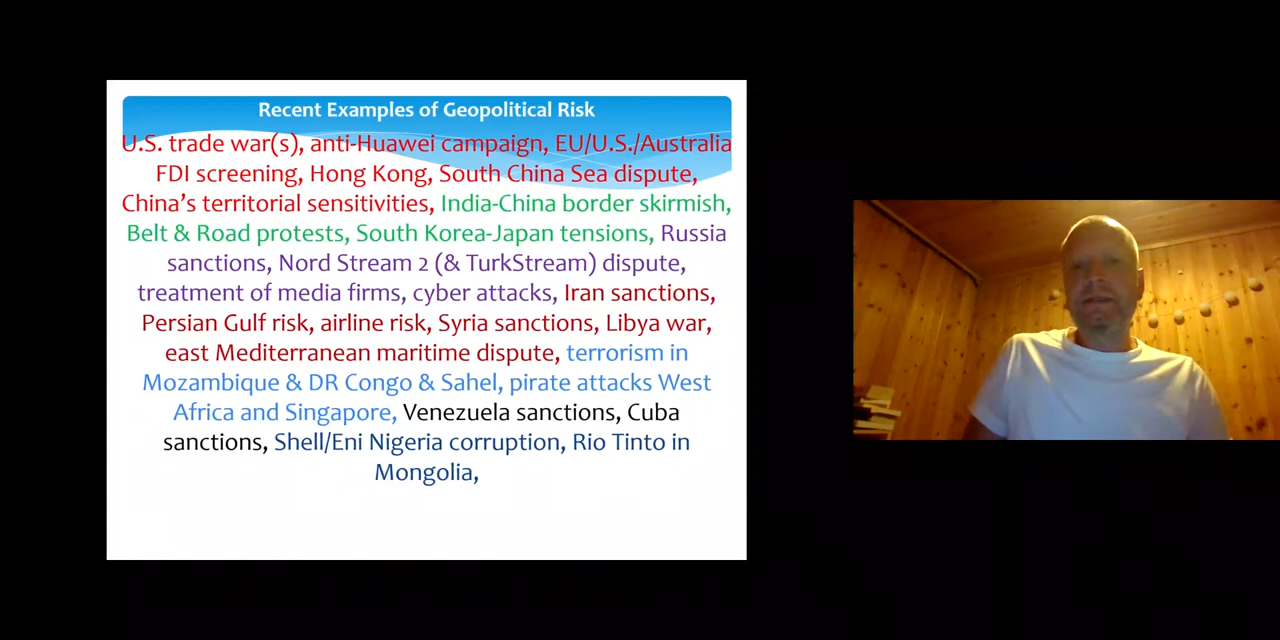 Recent Examples of Geopolitical Risk
U.S. trade war(s), anti-Huawei campaign, EU/U.S./Australia
FDI screening, Hong Kong, South China Sea dispute,
China’s territorial sensitivities, India-China border skirmish,
Belt & Road protests, South Korea-Japan tensions, Russia
sanctions, Nord Stream 2 (& TurkStream) dispute,
treatment of media firms, cyber attacks, Iran sanctions,
Persian Gulf risk, airline risk, Syria sanctions, Libya war,
east Mediterranean maritime dispute, terrorism in
Mozambique & DR Congo & Sahel, pirate attacks West
Africa and Singapore, Venezuela sanctions, Cuba
sanctions, Shell/Eni Nigeria corruption, Rio Tinto in
Mongolia,